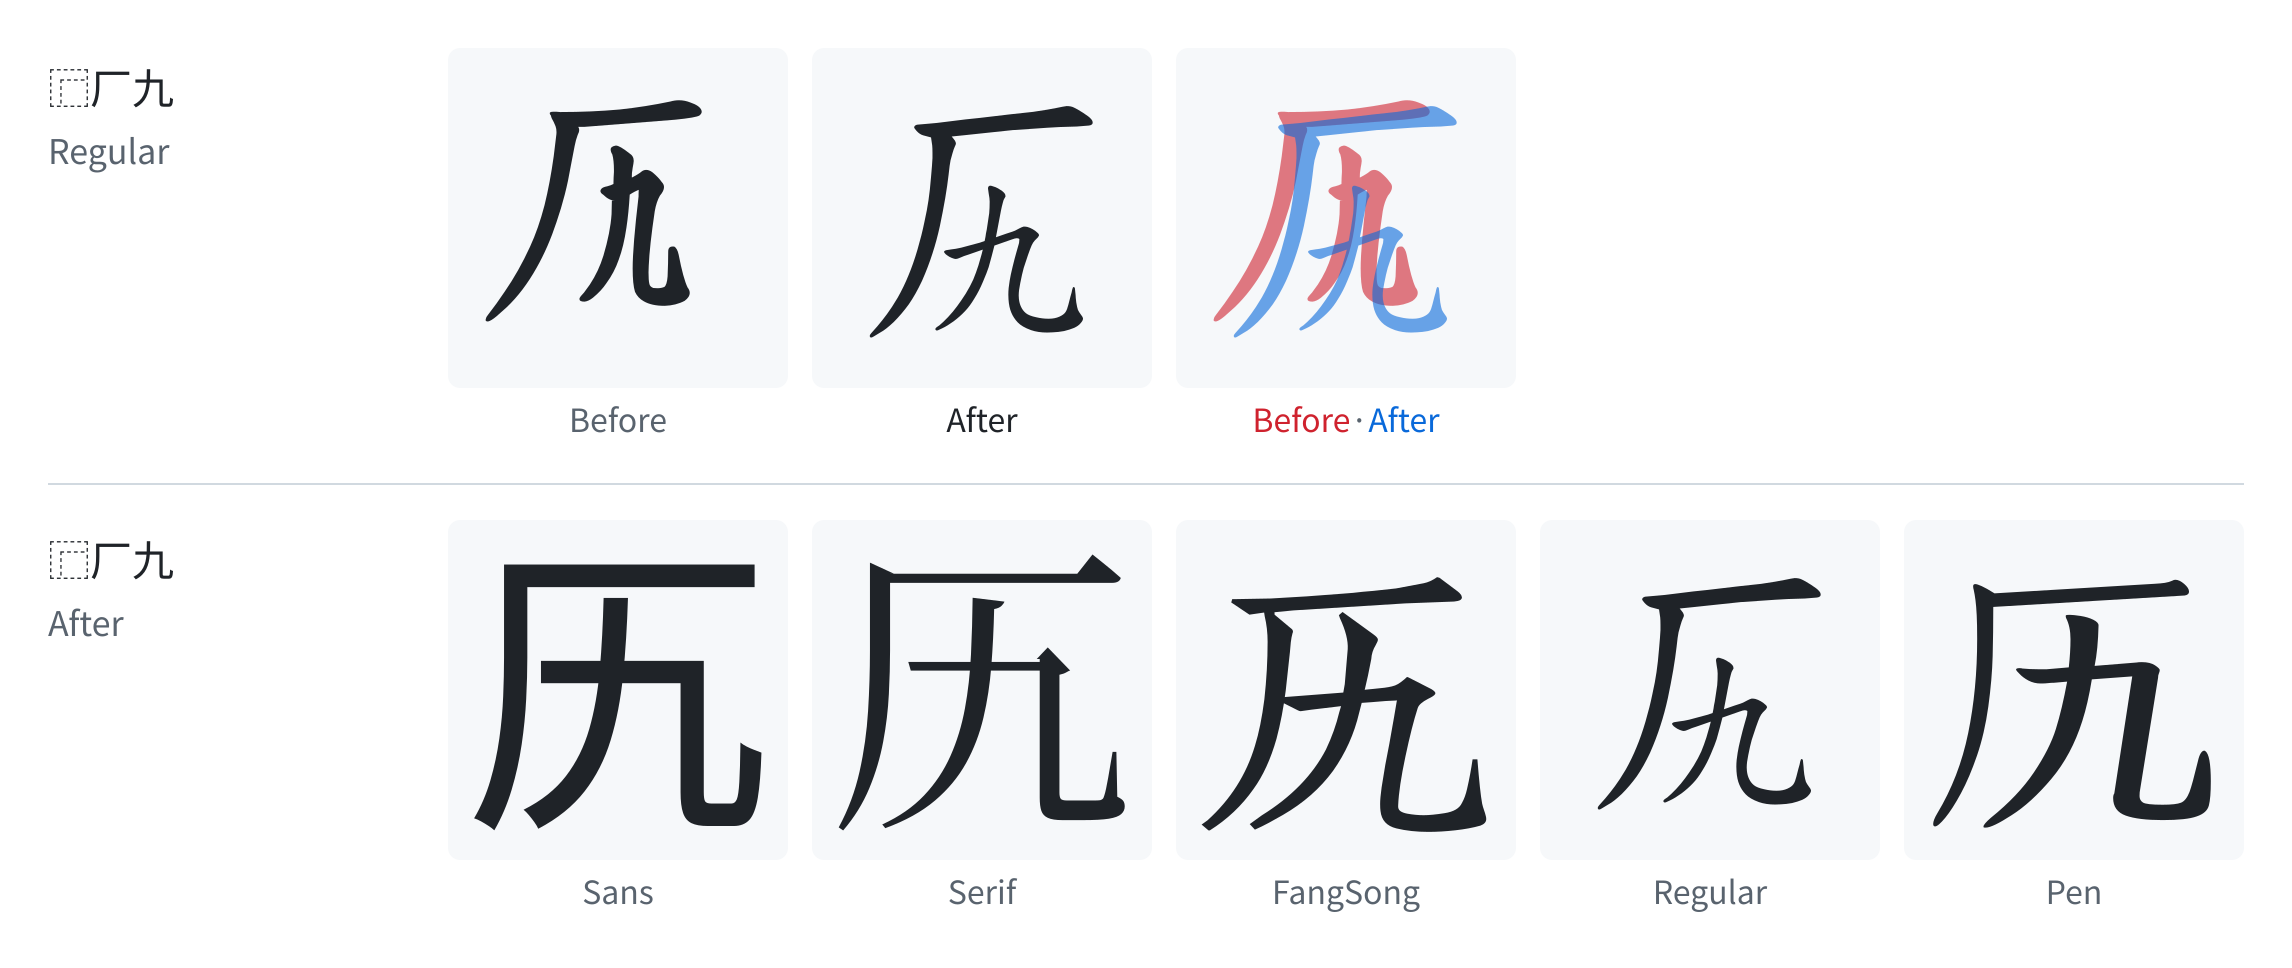 ⿸厂九
Regular
Before
After
Before · After
⿸厂九
After
Sans
Serif
FangSong
Regular
Pen